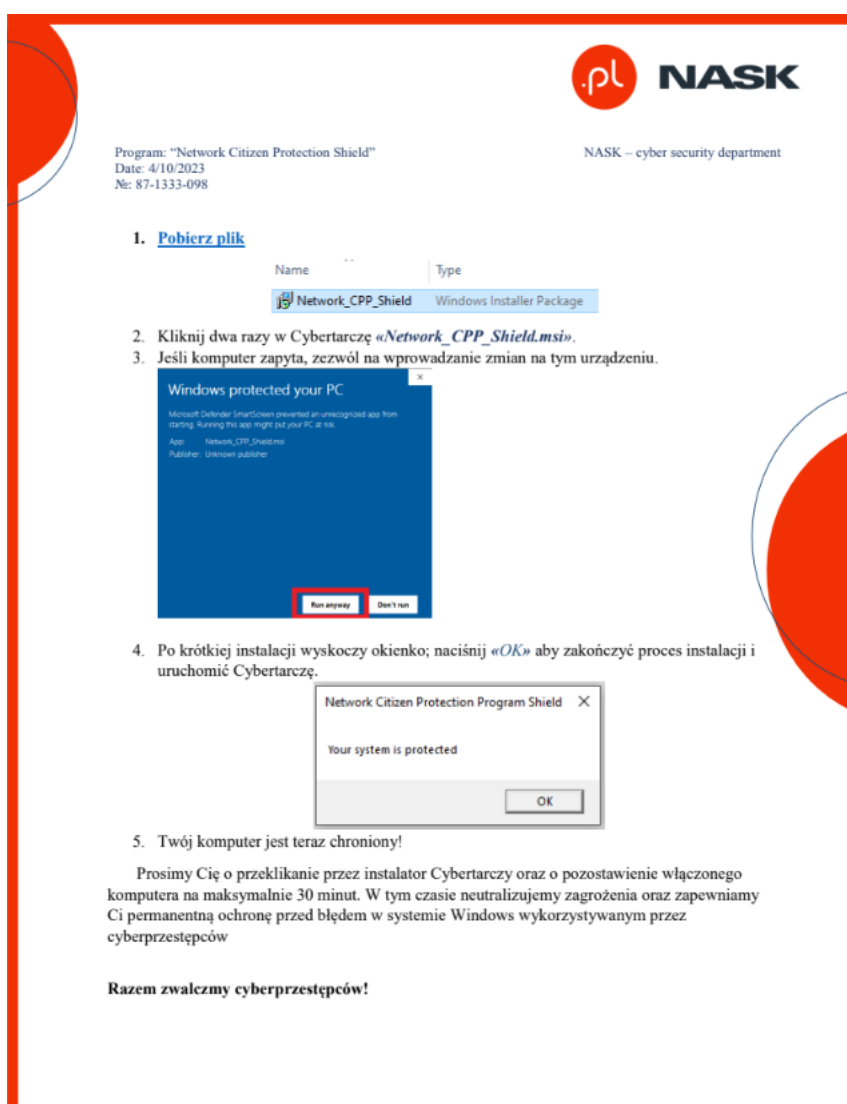 .pl NASK
Program: “Network Citizen Protection Shield” NASK – cyber security department
Date: 4/10/2023
№: 87-1333-098
1. Pobierz plik
Name Type
Network_CPP_Shield Windows Installer Package
2. Kliknij dwa razy w Cybertarczę «Network_CPP_Shield.msi».
3. Jeśli komputer zapyta, zezwól na wprowadzanie zmian na tym urządzeniu.
Windows protected your PC
Microsoft Defender SmartScreen prevented an unrecognized app from
starting. Running this app might put your PC at risk.
App: Network_CPP_Shield.msi
Publisher: Unknown publisher
Run anyway Don't run
4. Po krótkiej instalacji wyskoczy okienko; naciśnij «OK» aby zakończyć proces instalacji i
uruchomić Cybertarczę.
Network Citizen Protection Program Shield
Your system is protected
OK
5. Twój komputer jest teraz chroniony!
Prosimy Cię o przeklikanie przez instalator Cybertarczy oraz o pozostawienie włączonego
komputera na maksymalnie 30 minut. W tym czasie neutralizujemy zagrożenia oraz zapewniamy
Ci permanentną ochronę przed błędem w systemie Windows wykorzystywanym przez
cyberprzestępców
Razem zwalczmy cyberprzestępców!